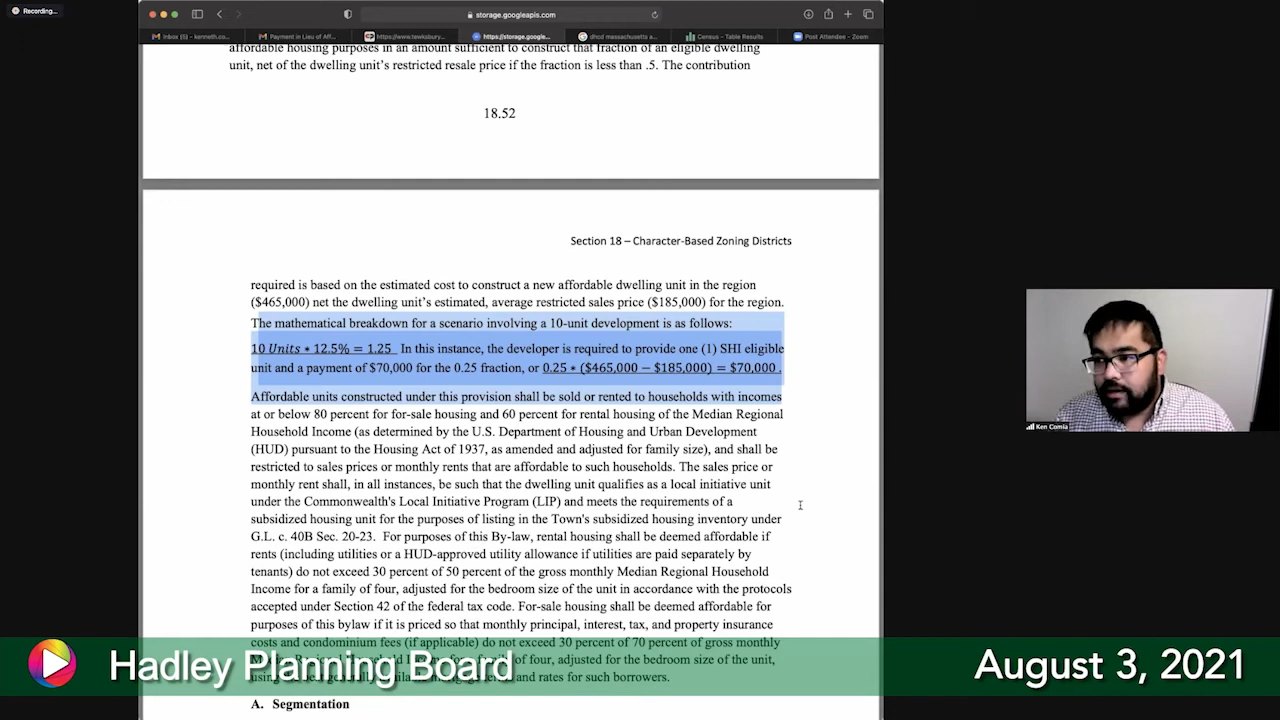 Recording...
storage.googleapis.com
Inbox (5) - kenneth.co...
Payment in Lieu of Aff...
https://www.tewksbury...
https://storage.google...
dhcd massachusetts a...
Census - Table Results
Post Attendee - Zoom
affordable housing purposes in an amount sufficient to construct that fraction of an eligible dwelling
unit, net of the dwelling unit's restricted resale price if the fraction is less than .5. The contribution
18.52
Section 18 – Character-Based Zoning Districts
required is based on the estimated cost to construct a new affordable dwelling unit in the region
($465,000) net the dwelling unit's estimated, average restricted sales price ($185,000) for the region.
The mathematical breakdown for a scenario involving a 10-unit development is as follows:
10 Units * 12.5% = 1.25 In this instance, the developer is required to provide one (1) SHI eligible
unit and a payment of $70,000 for the 0.25 fraction, or 0.25 * ($465,000 − $185,000) = $70,000 .
Affordable units constructed under this provision shall be sold or rented to households with incomes
at or below 80 percent for for-sale housing and 60 percent for rental housing of the Median Regional
Household Income (as determined by the U.S. Department of Housing and Urban Development
(HUD) pursuant to the Housing Act of 1937, as amended and adjusted for family size), and shall be
restricted to sales prices or monthly rents that are affordable to such households. The sales price or
monthly rent shall, in all instances, be such that the dwelling unit qualifies as a local initiative unit
under the Commonwealth's Local Initiative Program (LIP) and meets the requirements of a
subsidized housing unit for the purposes of listing in the Town's subsidized housing inventory under
G.L. c. 40B Sec. 20-23. For purposes of this By-law, rental housing shall be deemed affordable if
rents (including utilities or a HUD-approved utility allowance if utilities are paid separately by
tenants) do not exceed 30 percent of 50 percent of the gross monthly Median Regional Household
Income for a family of four, adjusted for the bedroom size of the unit in accordance with the protocols
accepted under Section 42 of the federal tax code. For-sale housing shall be deemed affordable for
purposes of this bylaw if it is priced so that monthly principal, interest, tax, and property insurance
costs and condominium fees (if applicable) do not exceed 30 percent of 70 percent of gross monthly
of four, adjusted for the bedroom size of the unit,
and rates for such borrowers.
A. Segmentation
Ken Comia
Hadley Planning Board
August 3, 2021